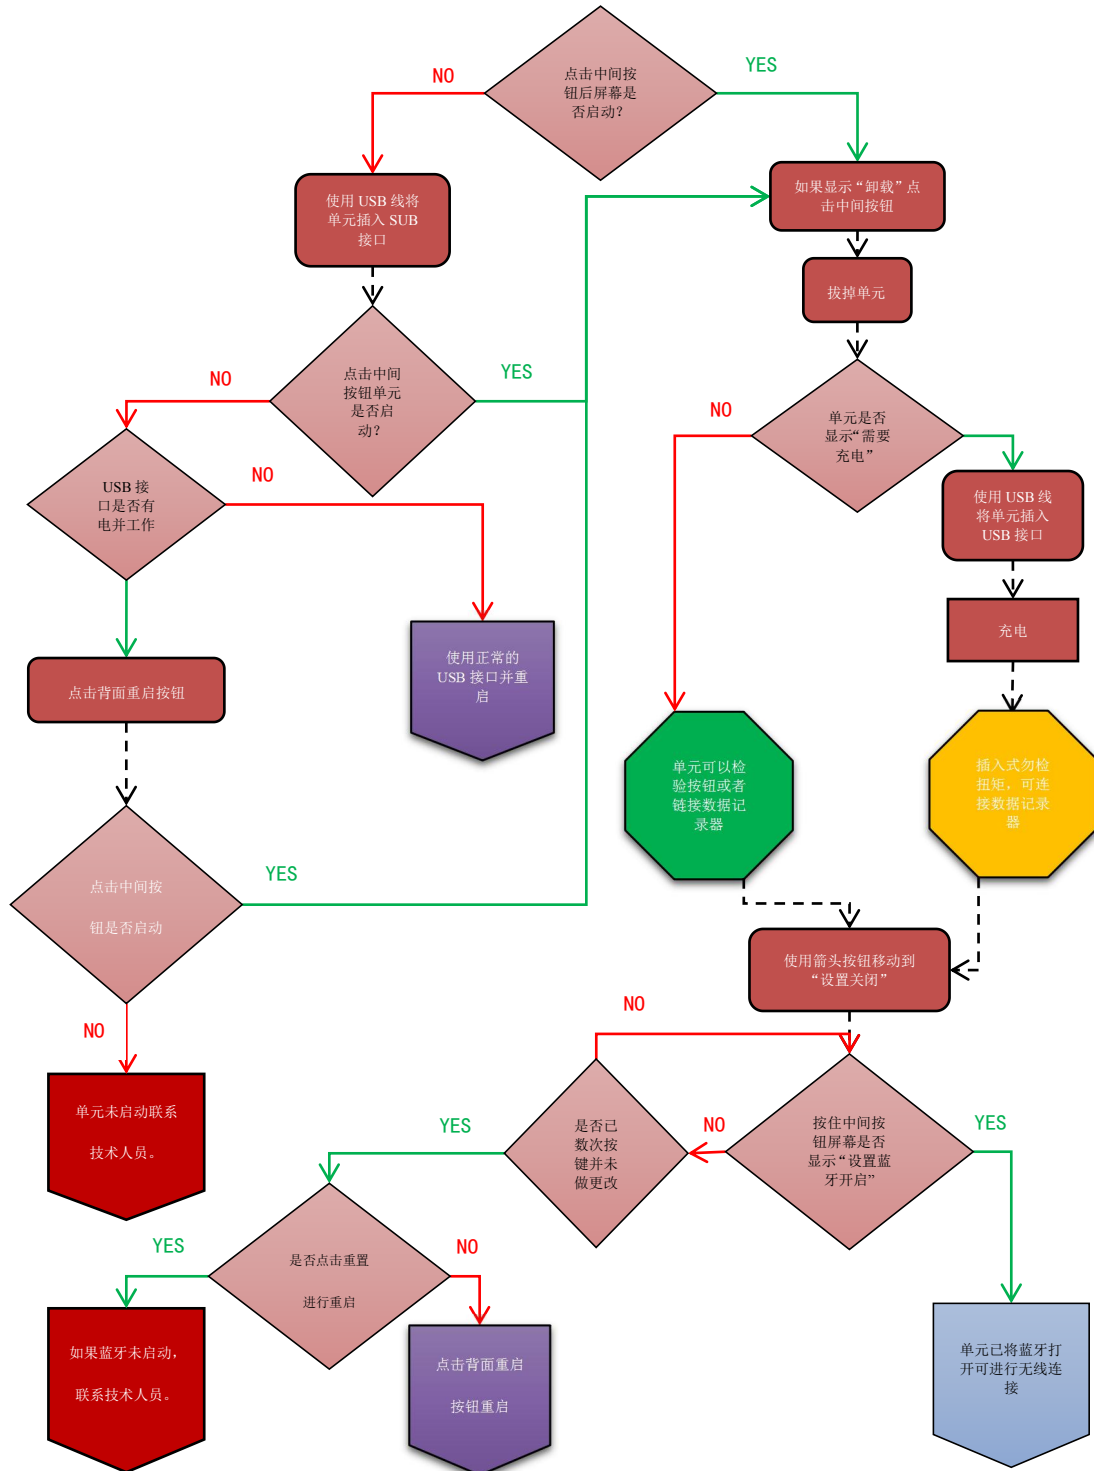 点击中间按
钮后屏幕是
否启动？
NO
YES
使用 USB 线将
单元插入 SUB
接口
如果显示“卸载”点
击中间按钮
拔掉单元
点击中间
按钮单元
是否启
动？
NO
YES
单元是否
显示“需要
充电”
NO
YES
USB 接
口是否有
电并工作
NO
使用 USB 线
将单元插入
USB 接口
充电
使用正常的
USB 接口并重
启
点击背面重启按钮
单元可以检
验按钮或者
链接数据记
录器
插入式勿检
扭矩，可连
接数据记录
器
点击中间按
钮是否启动
YES
NO
使用箭头按钮移动到
“设置关闭”
NO
单元未启动联系
技术人员。
是否已
数次按
键并未
做更改
YES
NO
按住中间按
钮屏幕是否
显示“设置蓝
牙开启”
YES
是否点击重置
进行重启
YES
NO
如果蓝牙未启动，
联系技术人员。
点击背面重启
按钮重启
单元已将蓝牙打
开可进行无线连
接